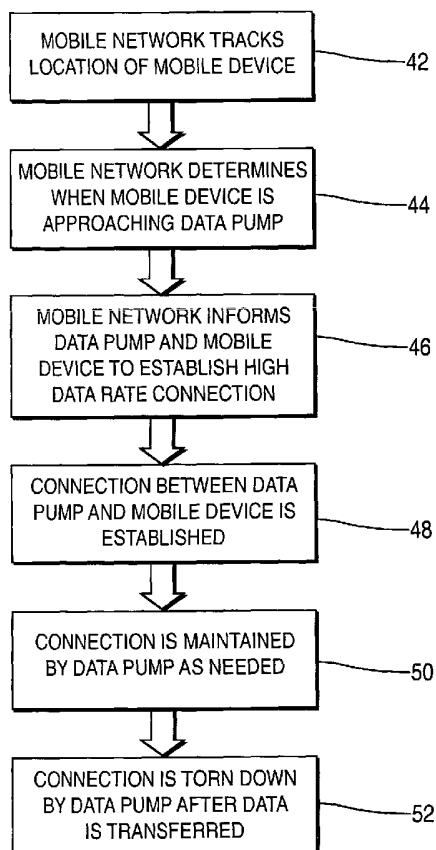 MOBILE NETWORK TRACKS
LOCATION OF MOBILE DEVICE
42
MOBILE NETWORK DETERMINES
WHEN MOBILE DEVICE IS
APPROACHING DATA PUMP
44
MOBILE NETWORK INFORMS
DATA PUMP AND MOBILE
DEVICE TO ESTABLISH HIGH
DATA RATE CONNECTION
46
CONNECTION BETWEEN DATA
PUMP AND MOBILE DEVICE IS
ESTABLISHED
48
CONNECTION IS MAINTAINED
BY DATA PUMP AS NEEDED
50
CONNECTION IS TORN DOWN
BY DATA PUMP AFTER DATA
IS TRANSFERRED
52